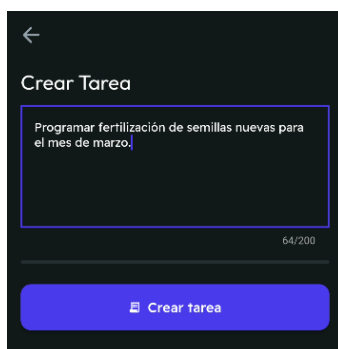 Crear Tarea
Programar fertilización de semillas nuevas para
el mes de marzo.
64/200
Crear tarea